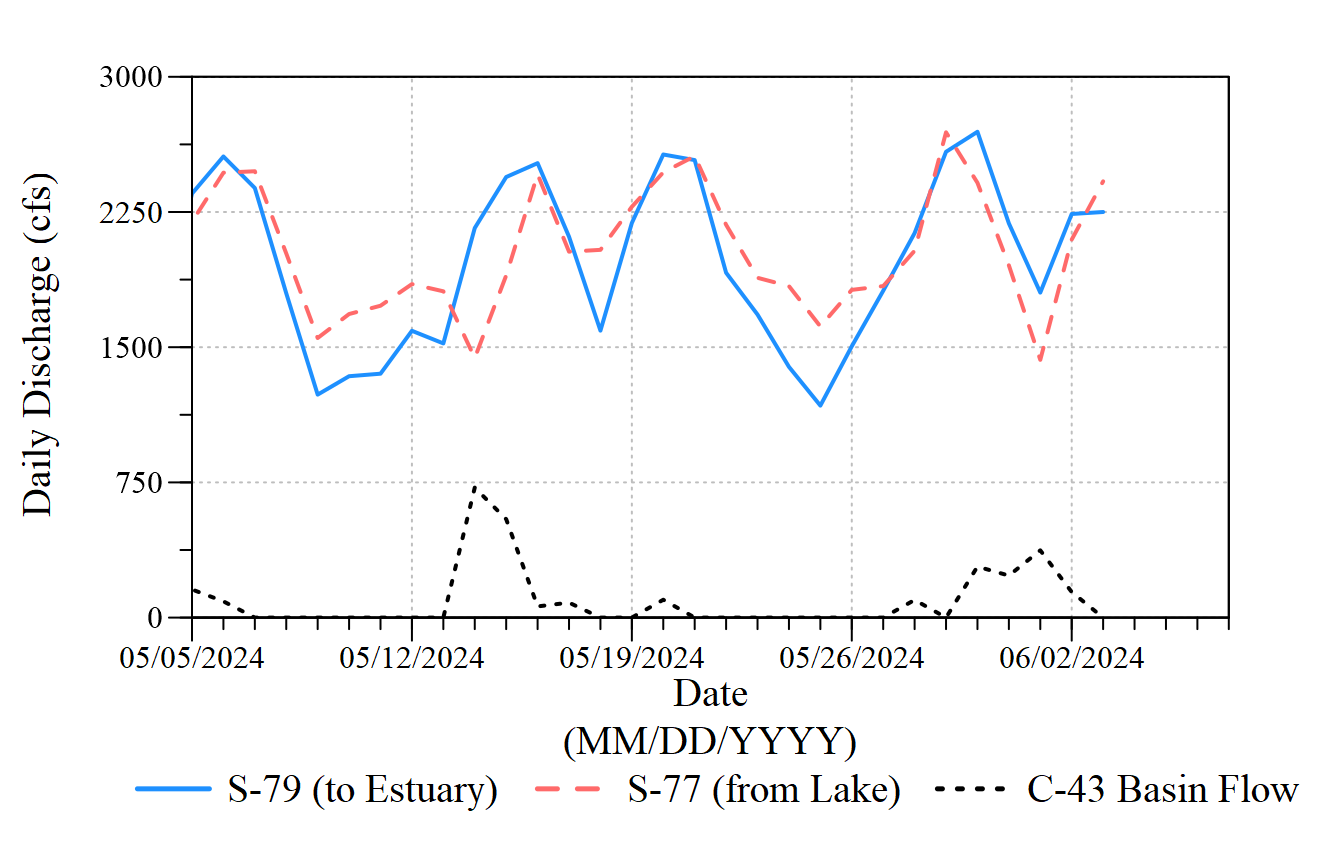 Daily Discharge (cfs)
3000
2250
1500
750
0
05/05/2024 05/12/2024 05/19/2024 05/26/2024 06/02/2024
Date
(MM/DD/YYYY)
S-79 (to Estuary) S-77 (from Lake) C-43 Basin Flow